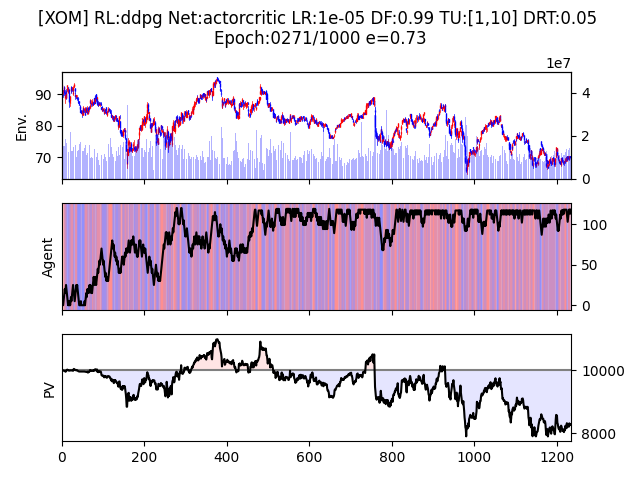 [XOM] RL:ddpg Net:actorcritic LR:1e-05 DF:0.99 TU:[1,10] DRT:0.05
Epoch:0271/1000 e=0.73
1e7
Env.
90
80
70
4
2
0
Agent
100
50
0
PV
10000
8000
0 200 400 600 800 1000 1200